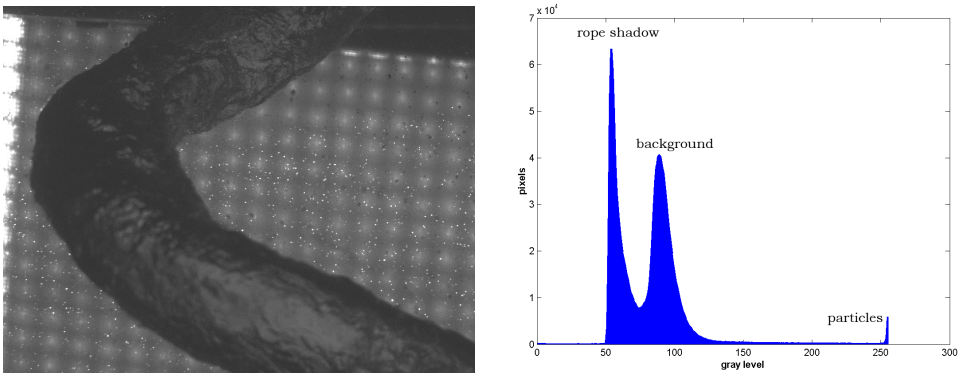 x 10⁴
7
rope shadow
6
5
background
4
pixels
3
2
1
particles
0
0 50 100 150 200 250 300
gray level